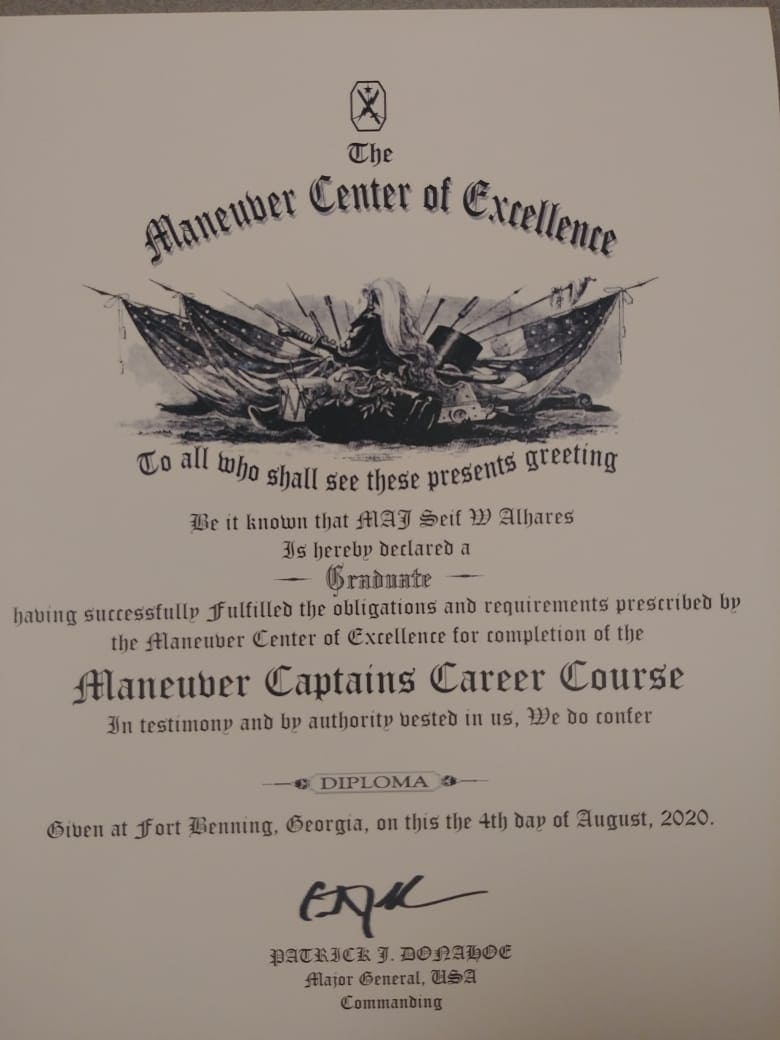 The
Maneuver Center of Excellence
To all who shall see these presents greeting
Be it known that MAJ Seif W Alhares
Is hereby declared a
Graduate
having successfully Fulfilled the obligations and requirements prescribed by
the Maneuver Center of Excellence for completion of the
Maneuver Captains Career Course
In testimony and by authority vested in us, We do confer
DIPLOMA
Given at Fort Benning, Georgia, on this the 4th day of August, 2020.
PATRICK J. DONAHOE
Major General, USA
Commanding